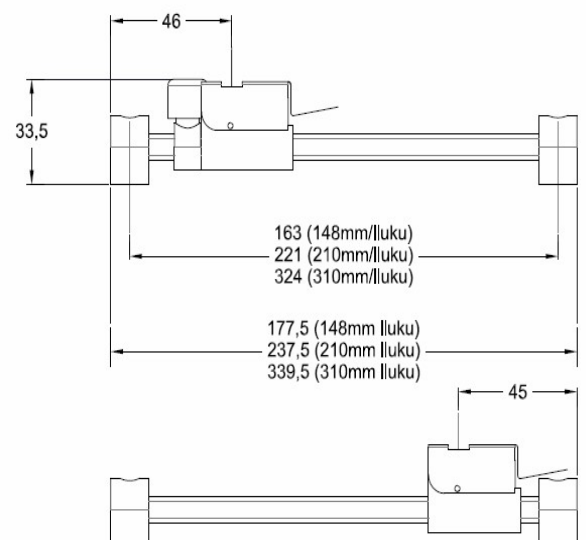 46
33,5
163 (148mm/lluku)
221 (210mm/lluku)
324 (310mm/lluku)
177,5 (148mm lluku)
237,5 (210mm lluku)
339,5 (310mm lluku)
45